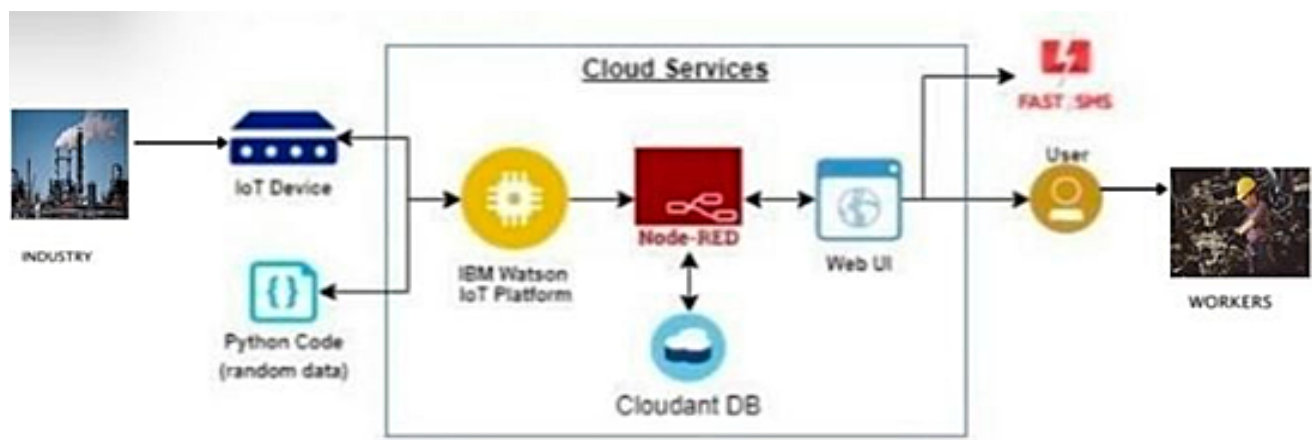 Cloud Services
FAST SMS
User
IoT Device
INDUSTRY
Node-RED
Web UI
IBM Watson
IoT Platform
WORKERS
Python Code
(random data)
Cloudant DB